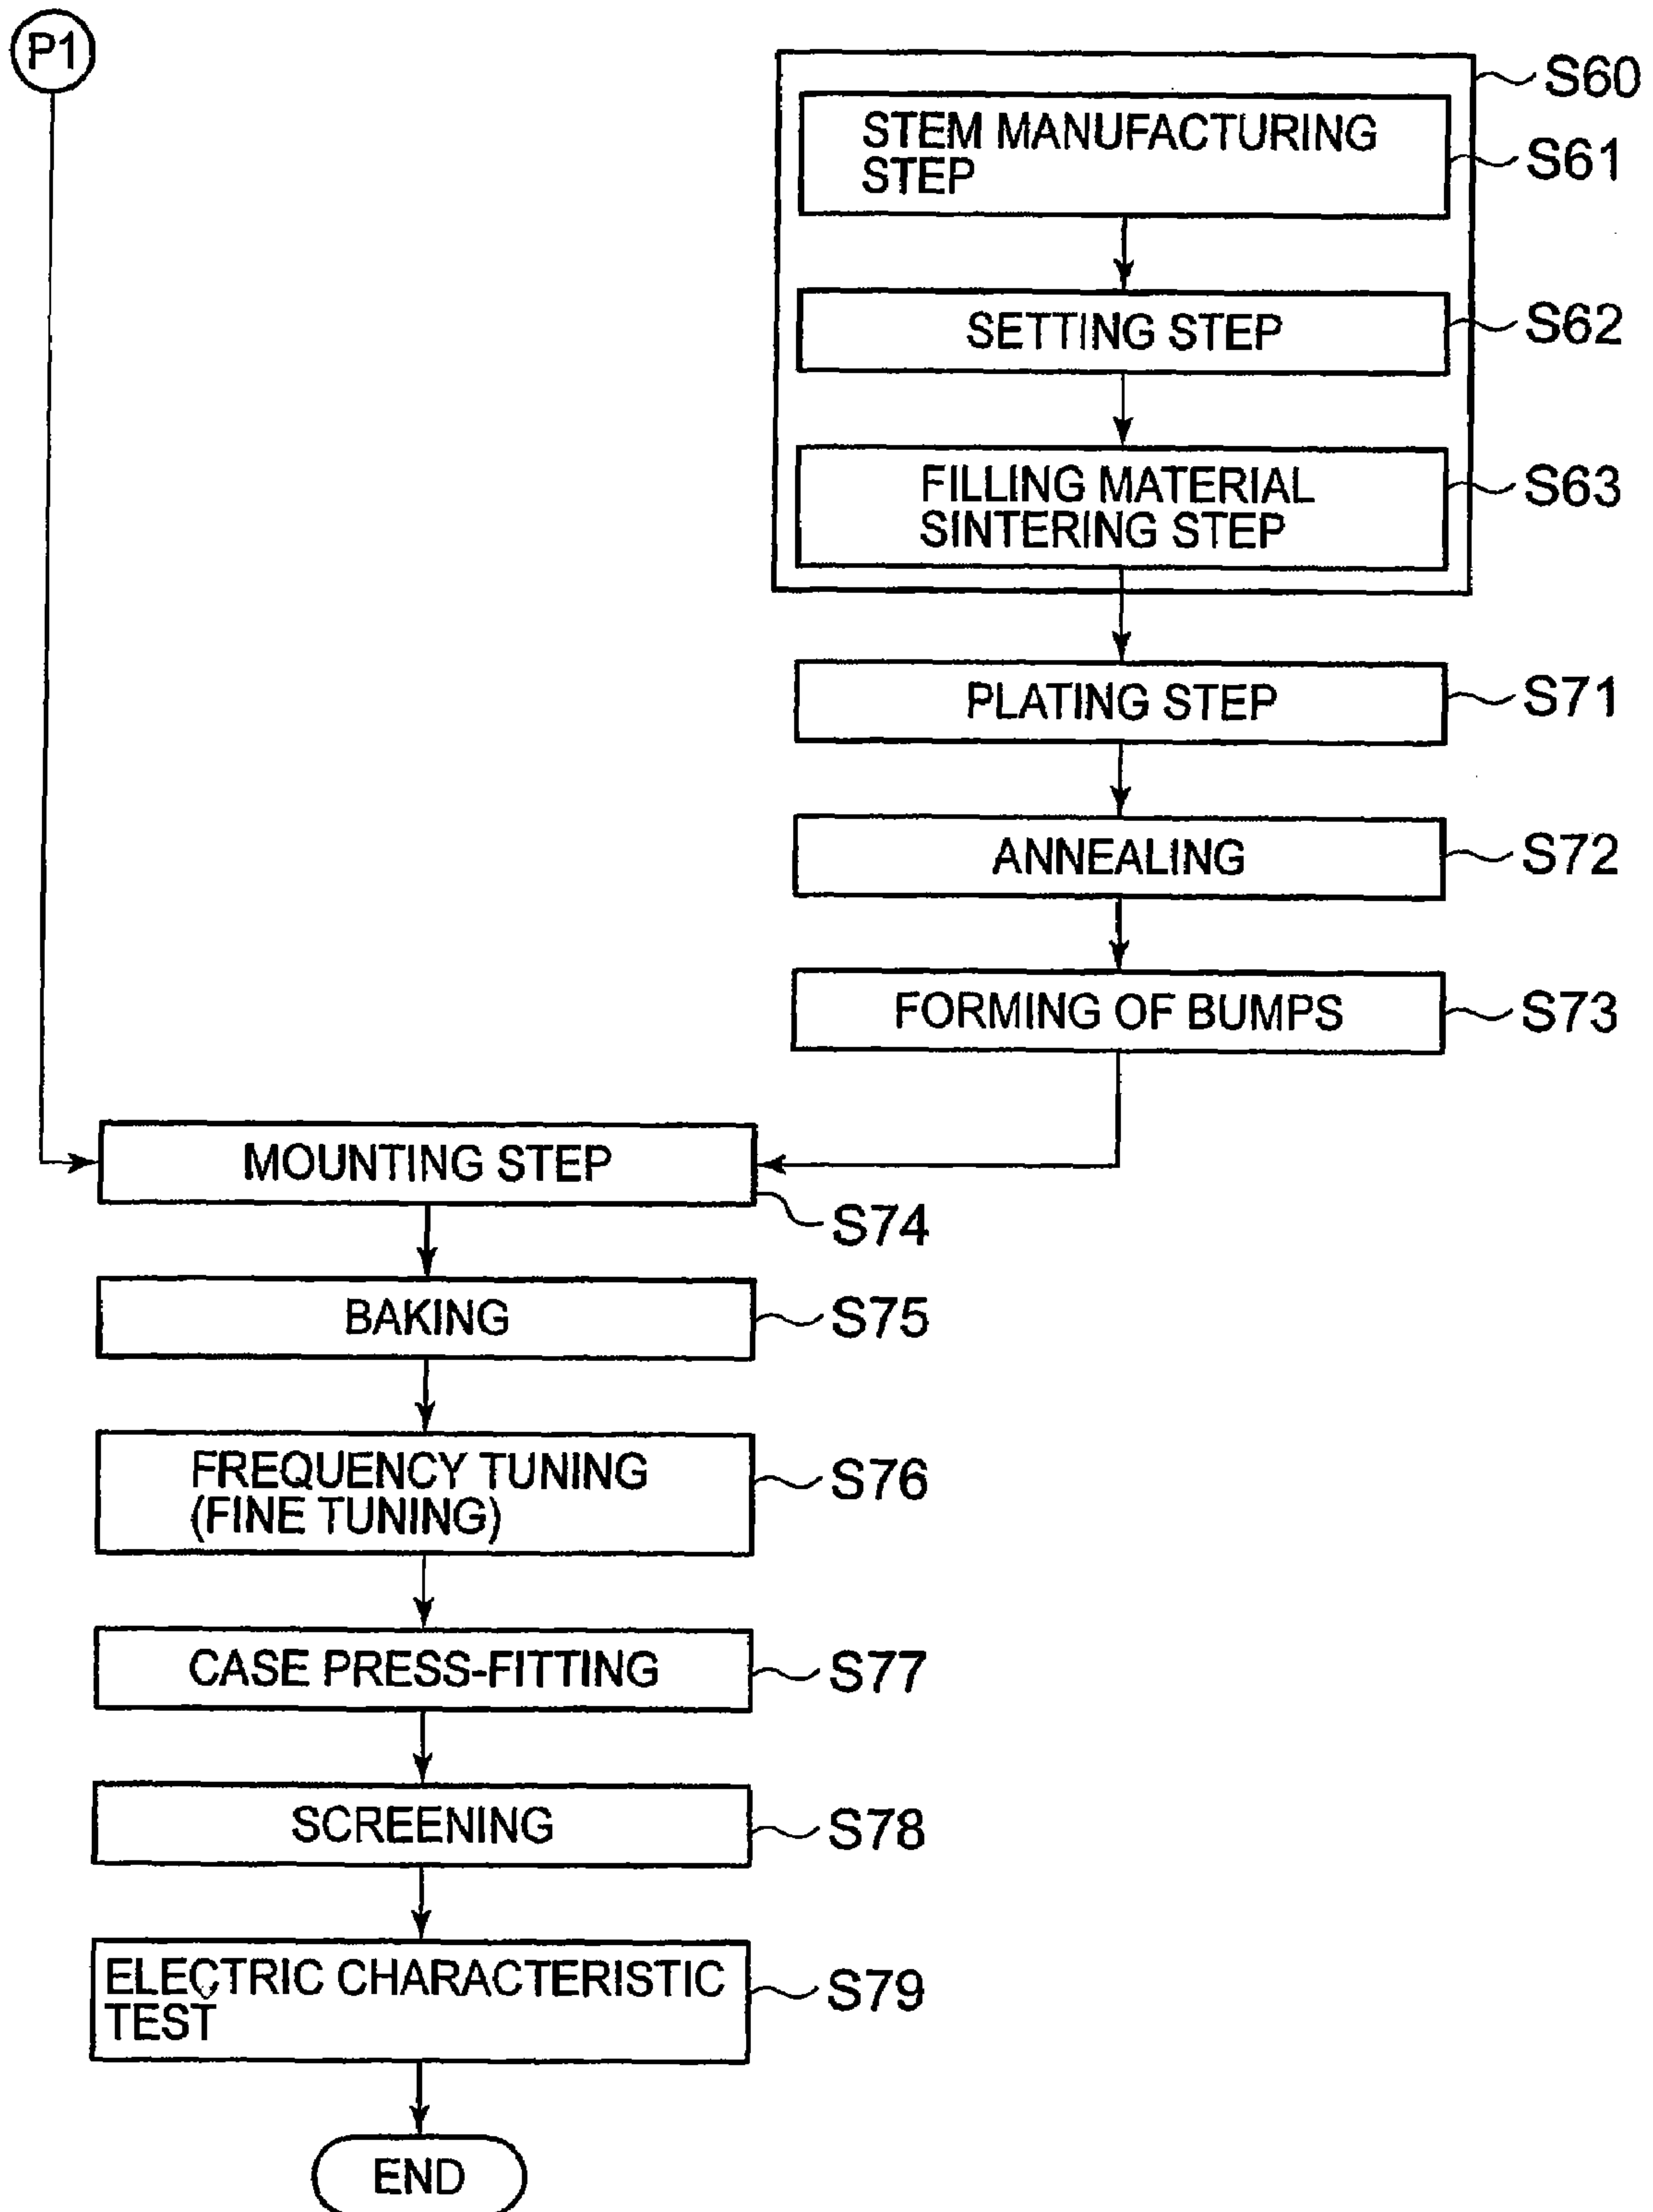 P1
S60
STEM MANUFACTURING
STEP
S61
SETTING STEP
S62
FILLING MATERIAL
SINTERING STEP
S63
PLATING STEP
S71
ANNEALING
S72
FORMING OF BUMPS
S73
MOUNTING STEP
S74
BAKING
S75
FREQUENCY TUNING
(FINE TUNING)
S76
CASE PRESS-FITTING
S77
SCREENING
S78
ELECTRIC CHARACTERISTIC
TEST
S79
END